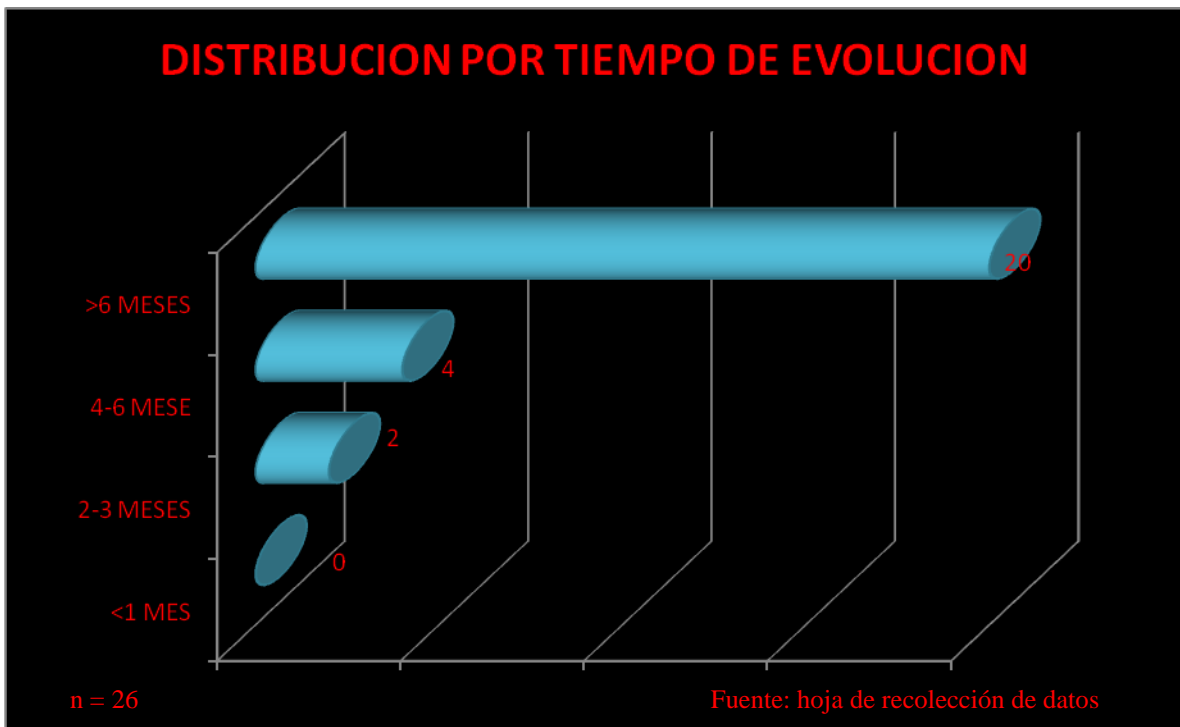 DISTRIBUCION POR TIEMPO DE EVOLUCION
20
>6 MESES
4
4-6 MESE
2
2-3 MESES
0
<1 MES
n = 26
Fuente: hoja de recolección de datos